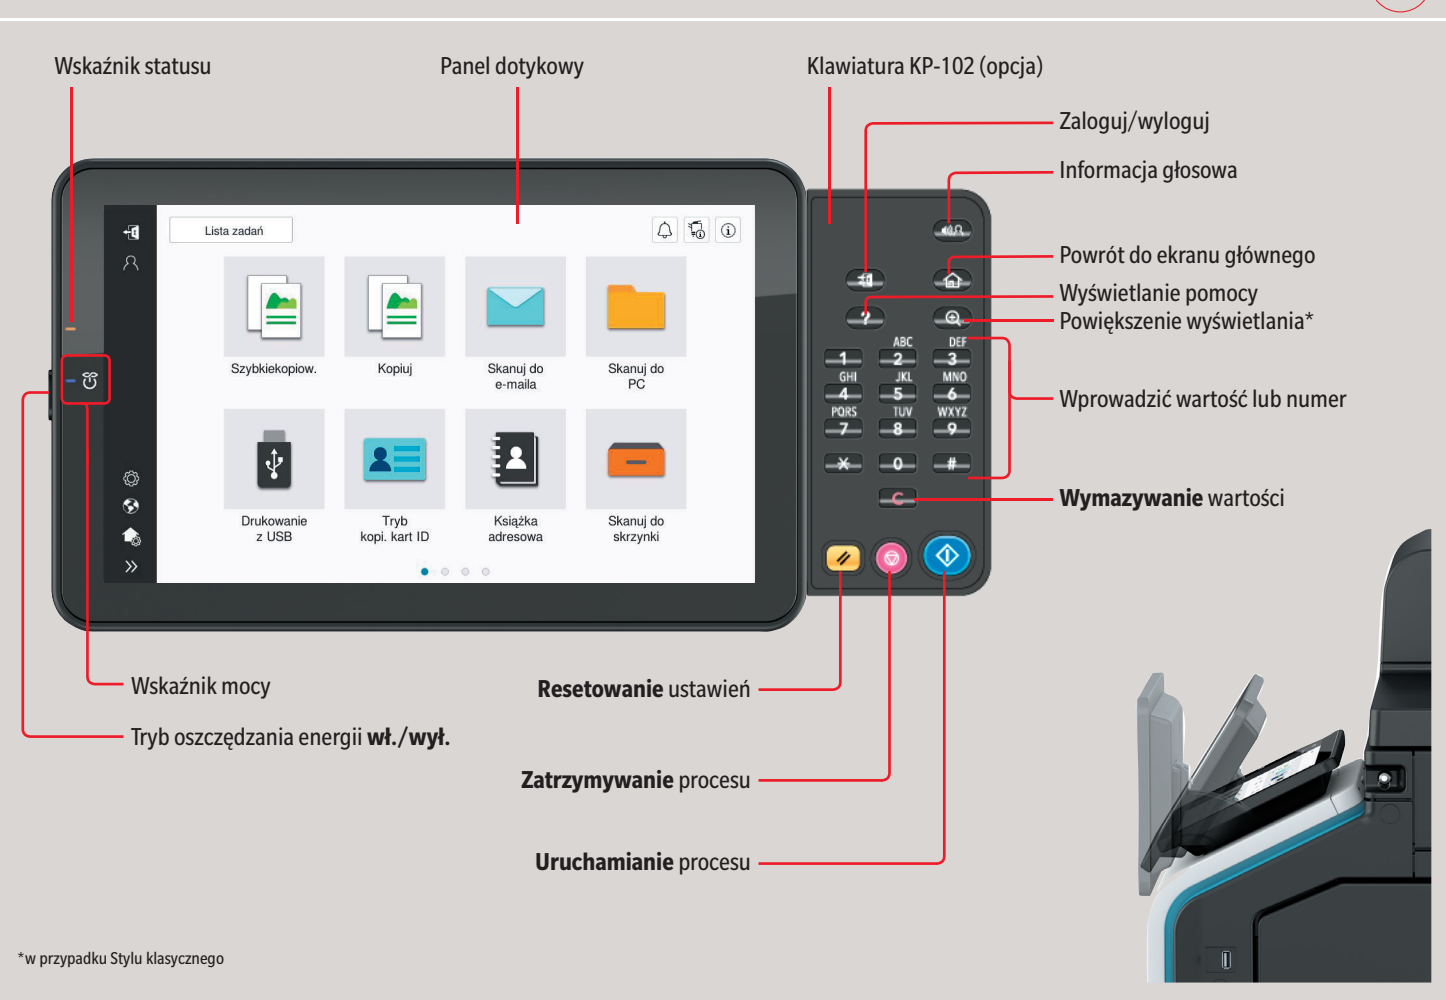 Wskaźnik statusu
Panel dotykowy
Klawiatura KP-102 (opcja)
Zaloguj/wyloguj
Informacja głosowa
Powrót do ekranu głównego
Wyświetlanie pomocy
Powiększenie wyświetlania*
Wprowadzić wartość lub numer
Wymazywanie wartości
Lista zadań
Szybkiekopiow.
Kopiuj
Skanuj do
e-maila
Skanuj do
PC
Drukowanie
z USB
Tryb
kopi. kart ID
Książka
adresowa
Skanuj do
skrzynki
?
ABC DEF
1 2 3
GHI JKL MNO
4 5 6
PQRS TUV WXYZ
7 8 9
* 0 #
C
Wskaźnik mocy
Tryb oszczędzania energii wł./wył.
Resetowanie ustawień
Zatrzymywanie procesu
Uruchamianie procesu
*w przypadku Stylu klasycznego